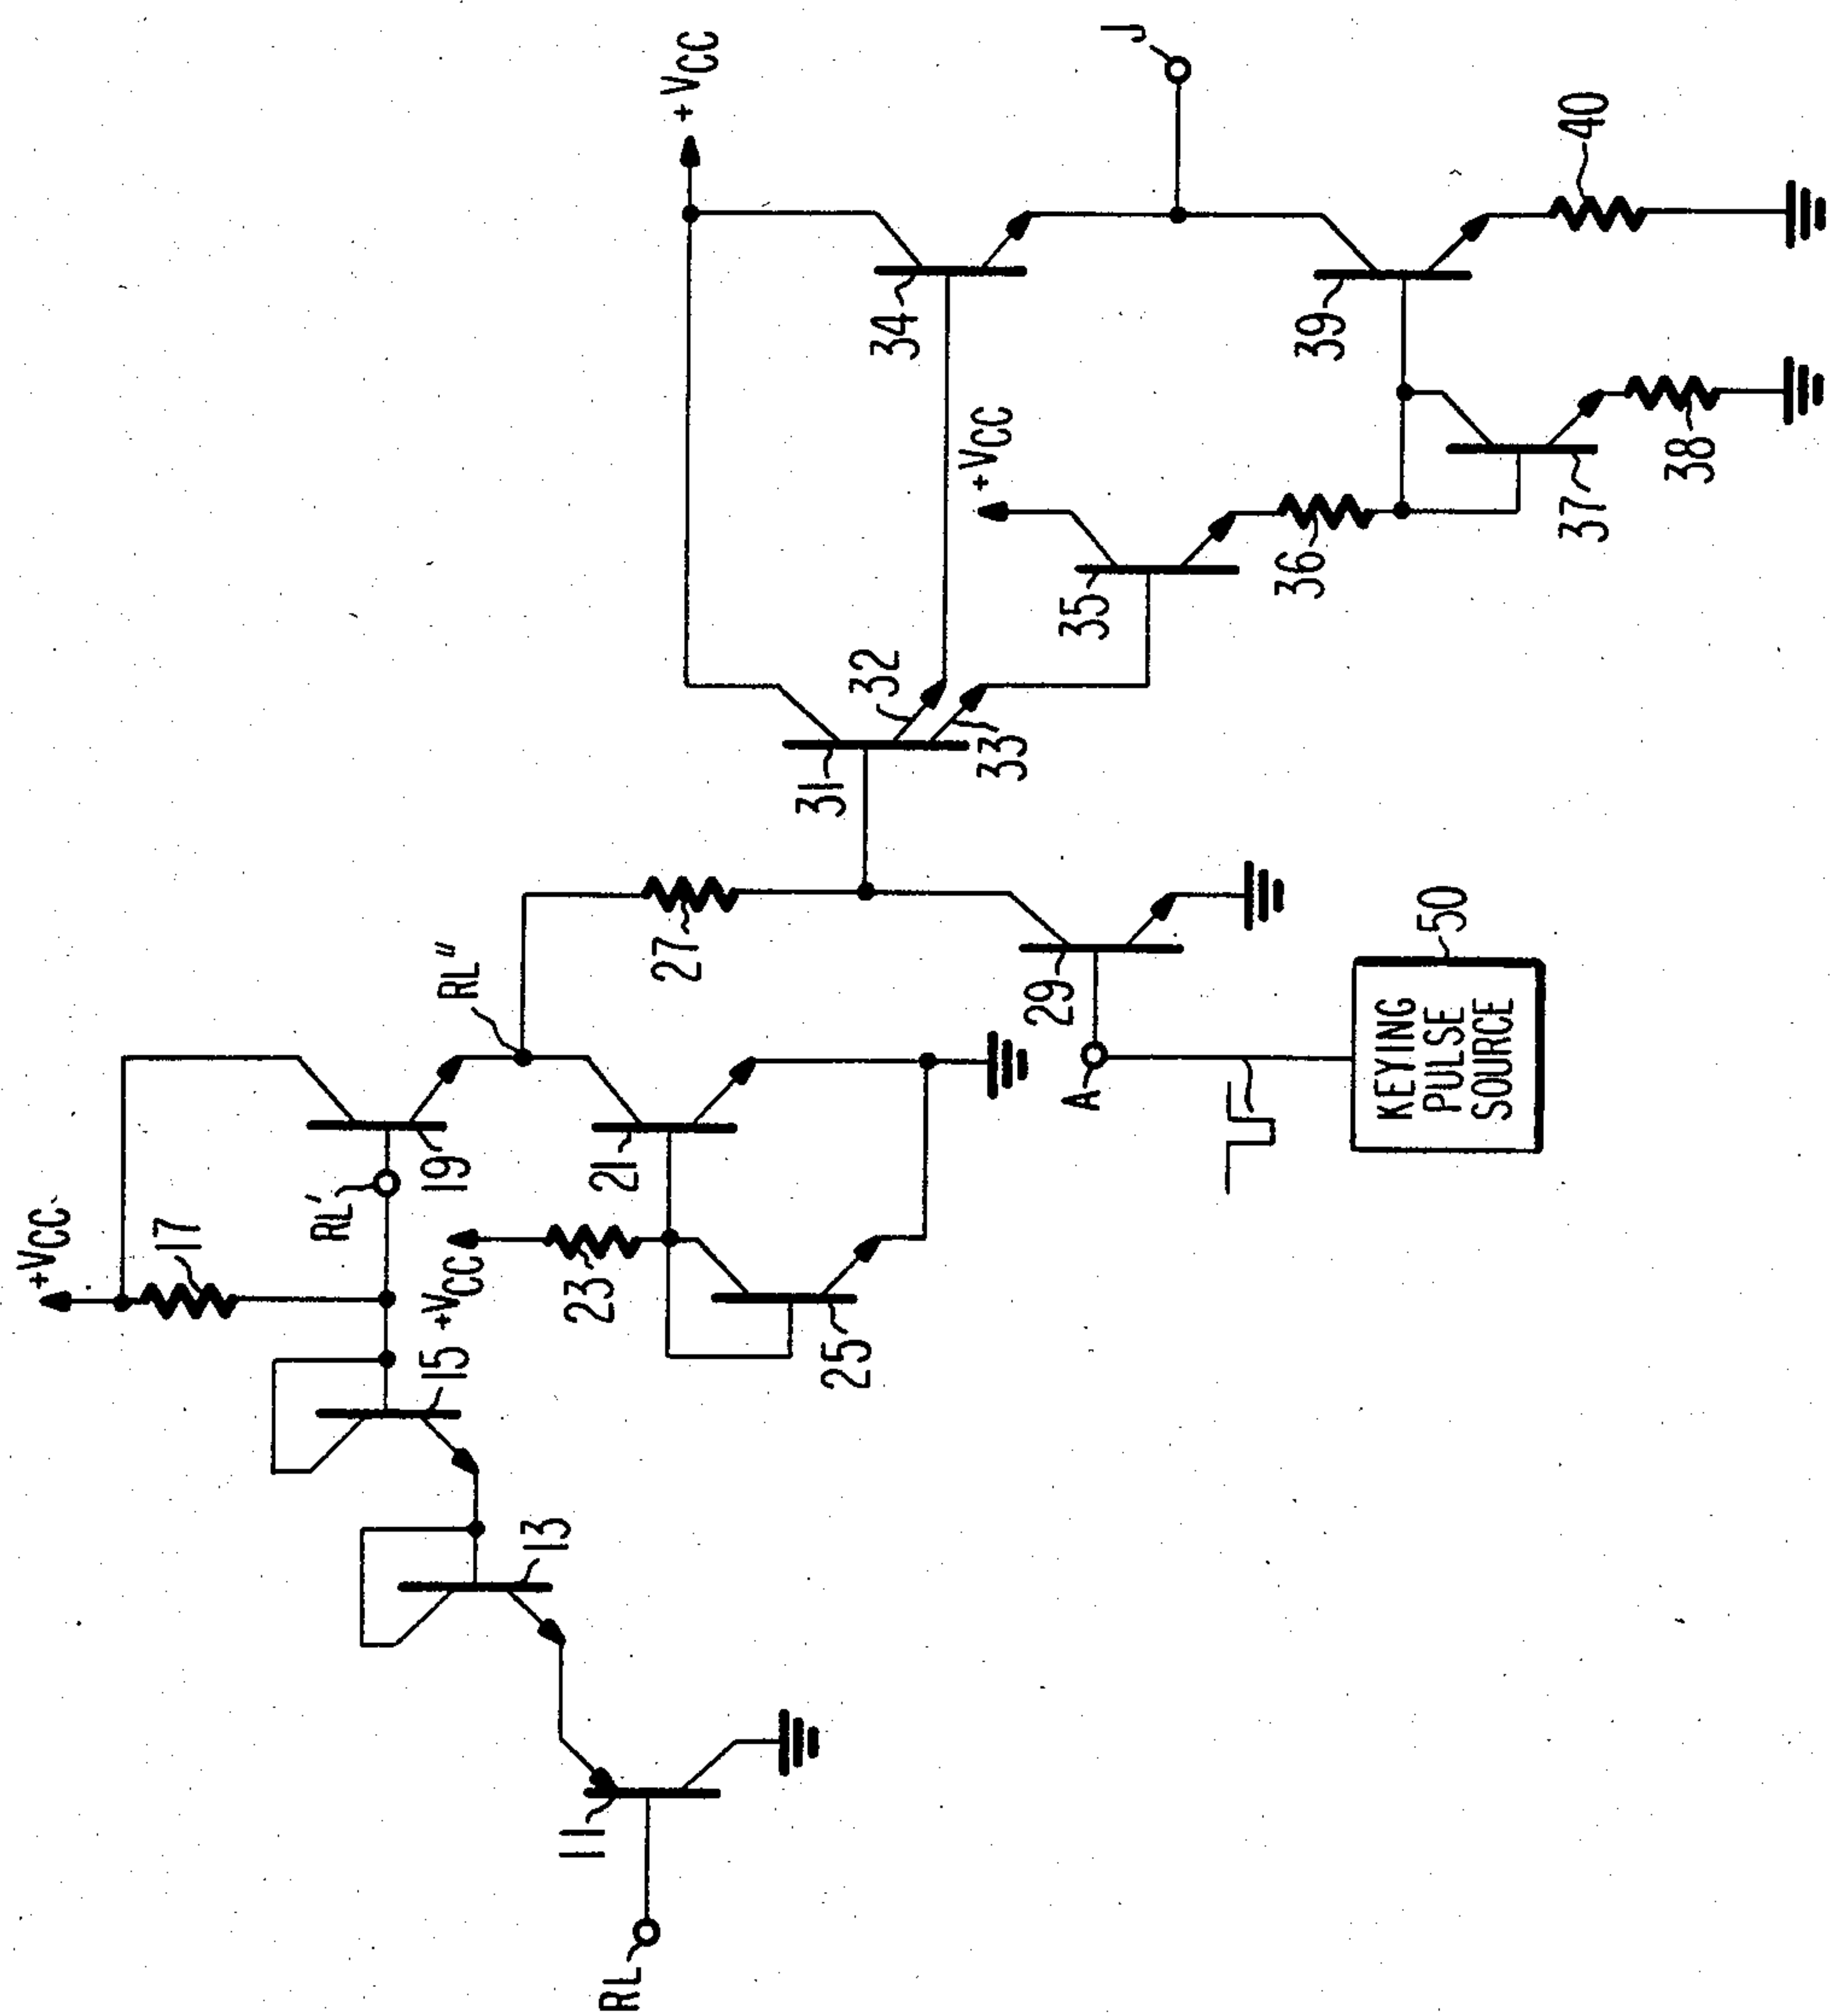 +VCC
17
RL'
19
RL"
15
+VCC
23
21
25
13
11
RL
27
29
A
KEYING
PULSE
SOURCE
50
31
32
33
+VCC
34
+VCC
35
36
37
38
39
40
J